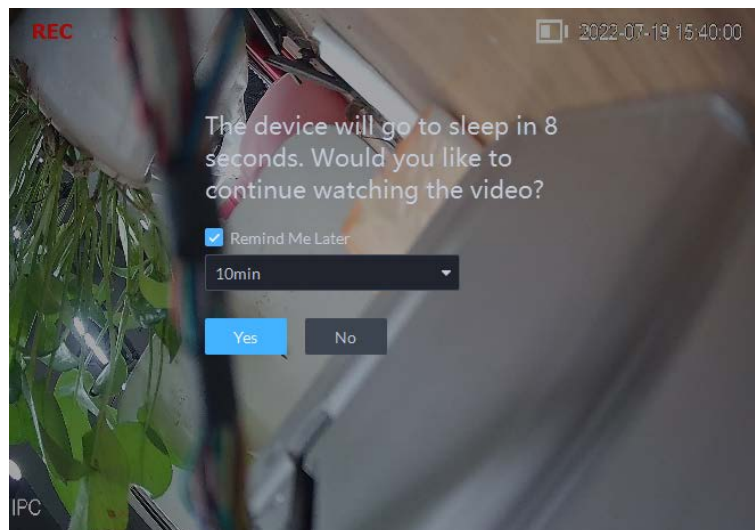 REC
2022-07-19 15:40:00
The device will go to sleep in 8
seconds. Would you like to
continue watching the video?
Remind Me Later
10min
Yes
No
IPC